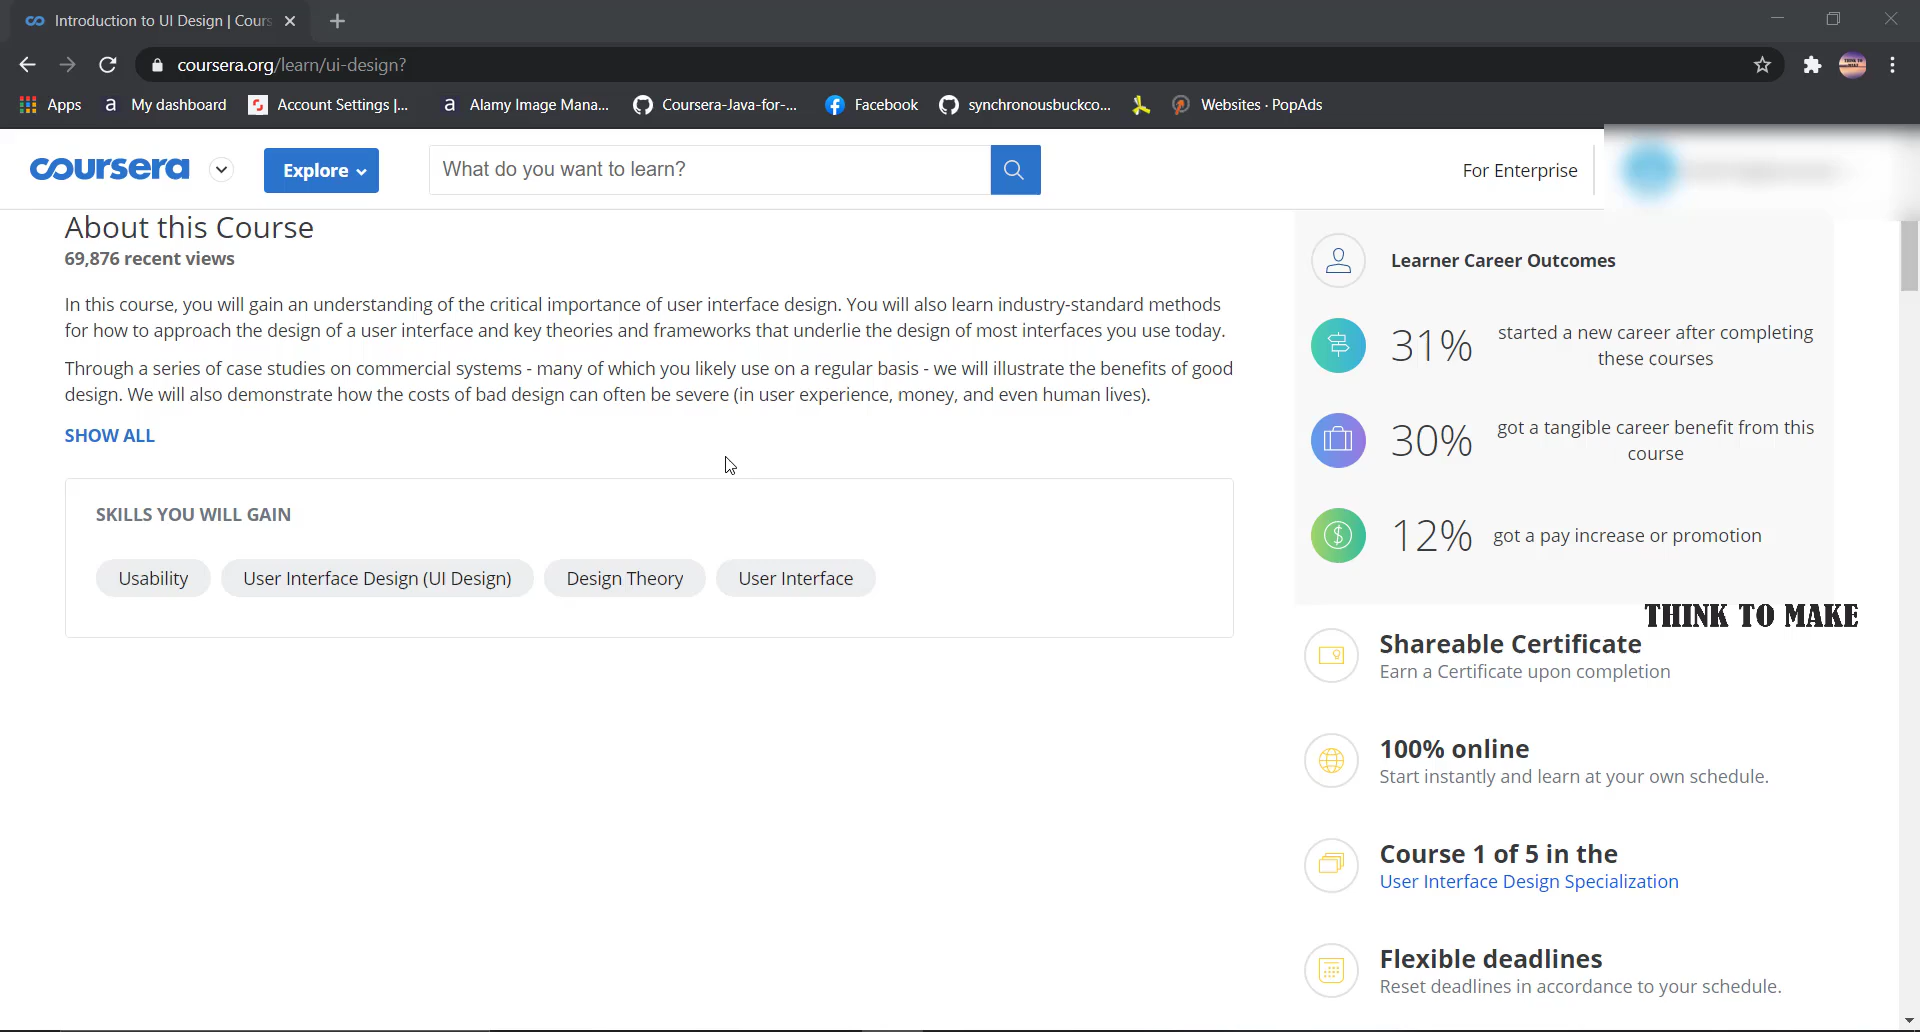 Introduction to UI Design | Cours
coursera.org/learn/ui-design?
Apps
a My dashboard
Account Settings |...
a Alamy Image Mana...
Coursera-Java-for-...
Facebook
synchronousbuckco...
Websites · PopAds
coursera
Explore
What do you want to learn?
For Enterprise
About this Course
69,876 recent views
In this course, you will gain an understanding of the critical importance of user interface design. You will also learn industry-standard methods
for how to approach the design of a user interface and key theories and frameworks that underlie the design of most interfaces you use today.
Through a series of case studies on commercial systems - many of which you likely use on a regular basis - we will illustrate the benefits of good
design. We will also demonstrate how the costs of bad design can often be severe (in user experience, money, and even human lives).
SHOW ALL
SKILLS YOU WILL GAIN
Usability
User Interface Design (UI Design)
Design Theory
User Interface
Learner Career Outcomes
31%
started a new career after completing
these courses
30%
got a tangible career benefit from this
course
$
12%
got a pay increase or promotion
THINK TO MAKE
Shareable Certificate
Earn a Certificate upon completion
100% online
Start instantly and learn at your own schedule.
Course 1 of 5 in the
User Interface Design Specialization
Flexible deadlines
Reset deadlines in accordance to your schedule.